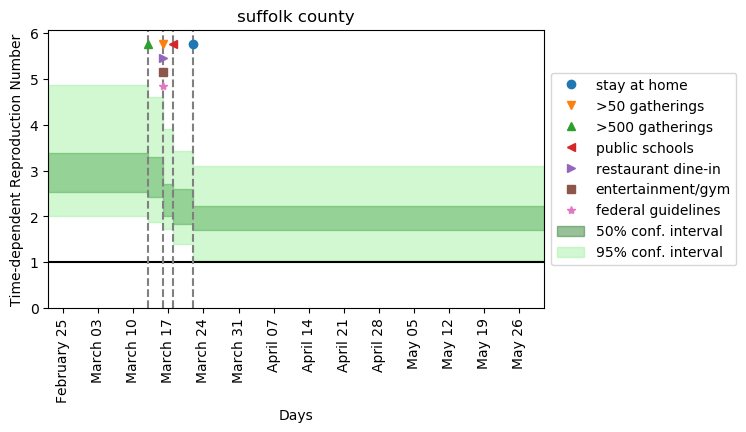 suffolk county
Time-dependent Reproduction Number
6
5
4
3
2
1
0
February 25
March 03
March 10
March 17
March 24
March 31
April 07
April 14
April 21
April 28
May 05
May 12
May 19
May 26
Days
stay at home
>50 gatherings
>500 gatherings
public schools
restaurant dine-in
entertainment/gym
federal guidelines
50% conf. interval
95% conf. interval